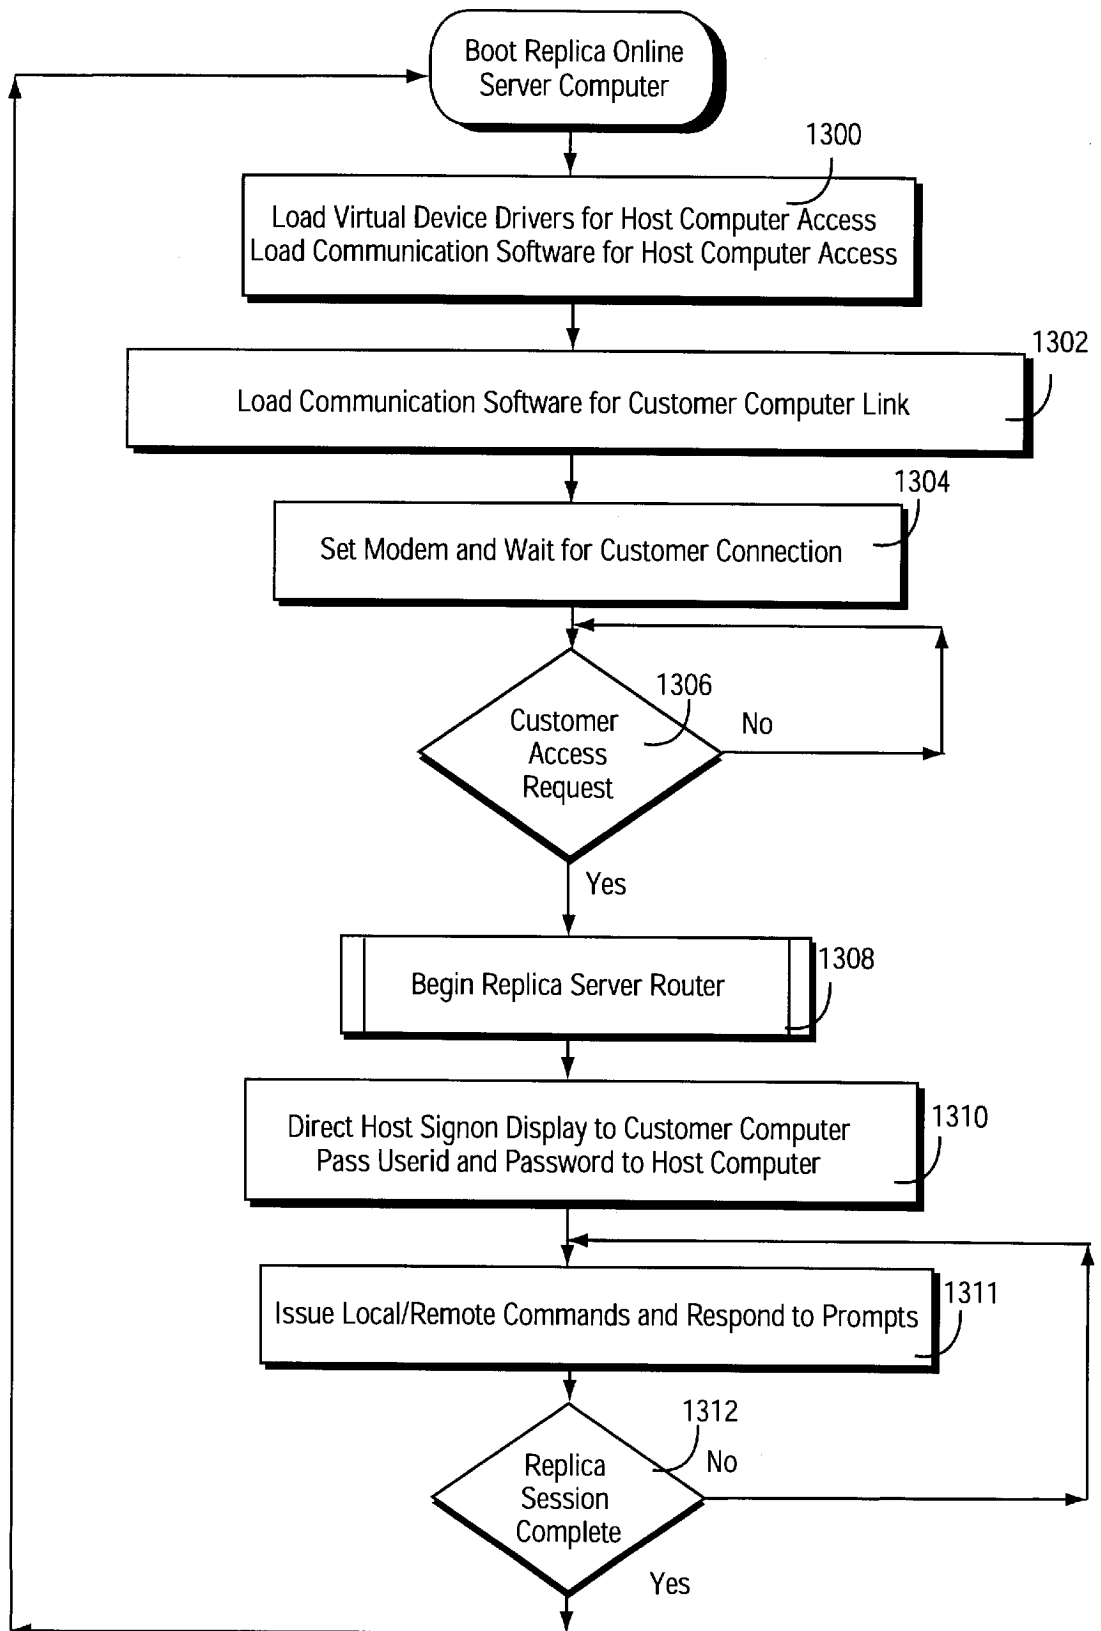 Boot Replica Online
Server Computer
1300
Load Virtual Device Drivers for Host Computer Access
Load Communication Software for Host Computer Access
1302
Load Communication Software for Customer Computer Link
1304
Set Modem and Wait for Customer Connection
1306
Customer
Access
Request
No
Yes
1308
Begin Replica Server Router
1310
Direct Host Signon Display to Customer Computer
Pass Userid and Password to Host Computer
1311
Issue Local/Remote Commands and Respond to Prompts
1312
Replica
Session
Complete
No
Yes